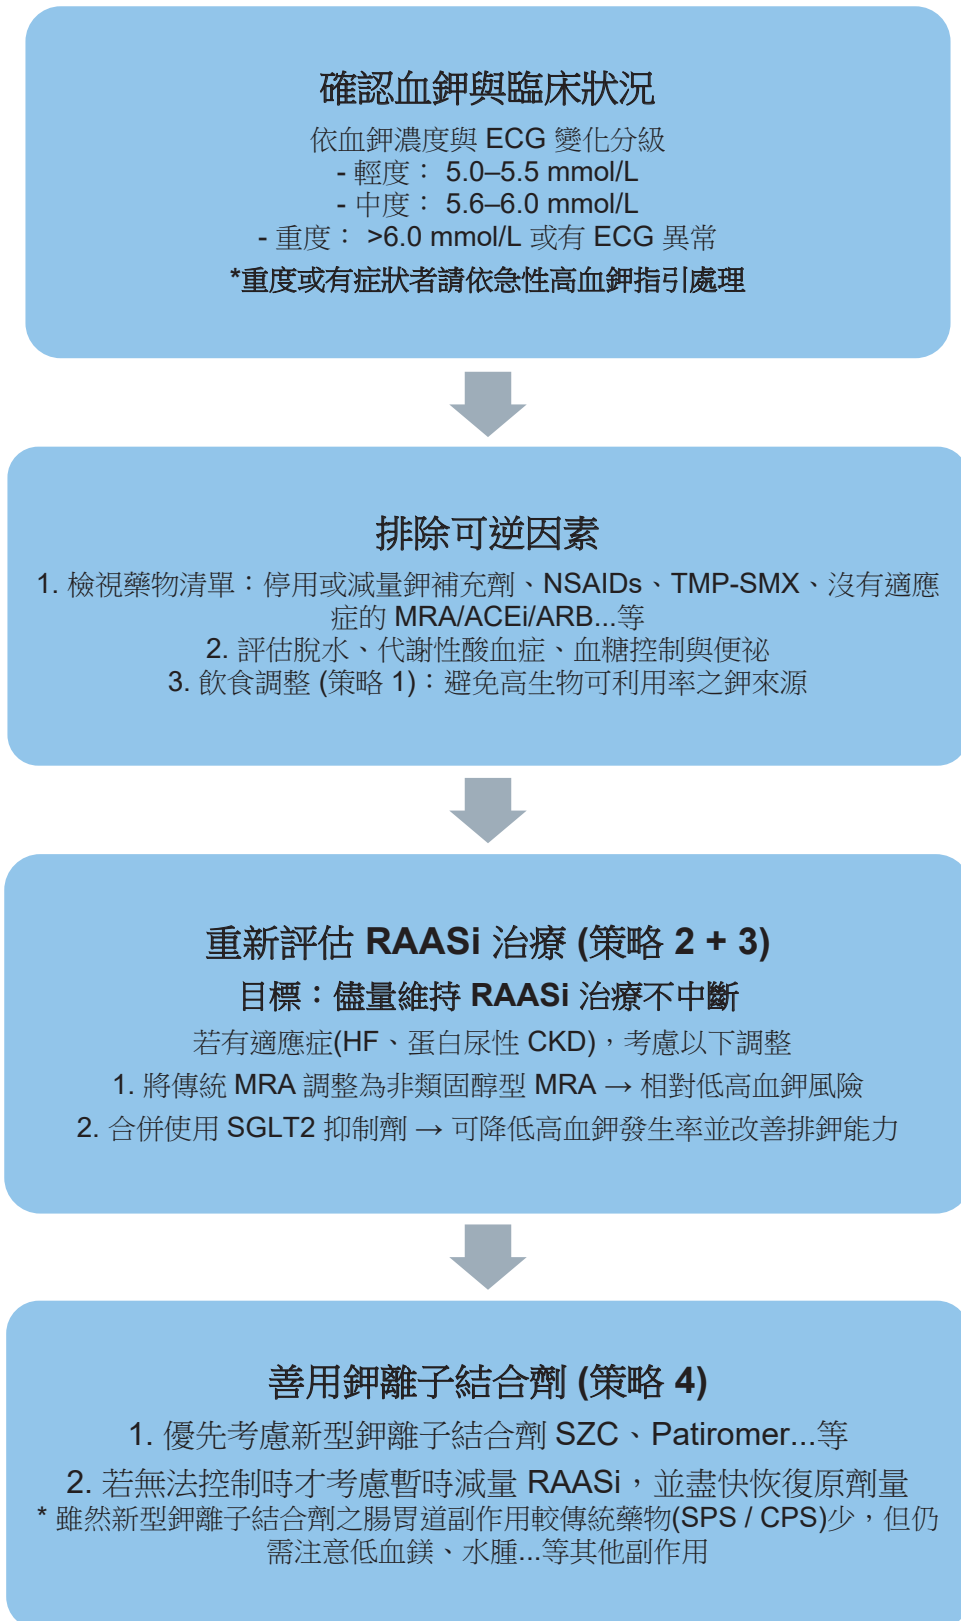 確認血鉀與臨床狀況
依血鉀濃度與 ECG 變化分級
- 輕度： 5.0–5.5 mmol/L
- 中度： 5.6–6.0 mmol/L
- 重度： >6.0 mmol/L 或有 ECG 異常
*重度或有症狀者請依急性高血鉀指引處理
排除可逆因素
1. 檢視藥物清單：停用或減量鉀補充劑、NSAIDs、TMP-SMX、沒有適應
症的 MRA/ACEi/ARB...等
2. 評估脫水、代謝性酸血症、血糖控制與便祕
3. 飲食調整 (策略 1)：避免高生物可利用率之鉀來源
重新評估 RAASi 治療 (策略 2 + 3)
目標：儘量維持 RAASi 治療不中斷
若有適應症(HF、蛋白尿性 CKD)，考慮以下調整
1. 將傳統 MRA 調整為非類固醇型 MRA → 相對低高血鉀風險
2. 合併使用 SGLT2 抑制劑 → 可降低高血鉀發生率並改善排鉀能力
善用鉀離子結合劑 (策略 4)
1. 優先考慮新型鉀離子結合劑 SZC、Patiromer...等
2. 若無法控制時才考慮暫時減量 RAASi，並盡快恢復原劑量
* 雖然新型鉀離子結合劑之腸胃道副作用較傳統藥物(SPS / CPS)少，但仍
需注意低血鎂、水腫...等其他副作用